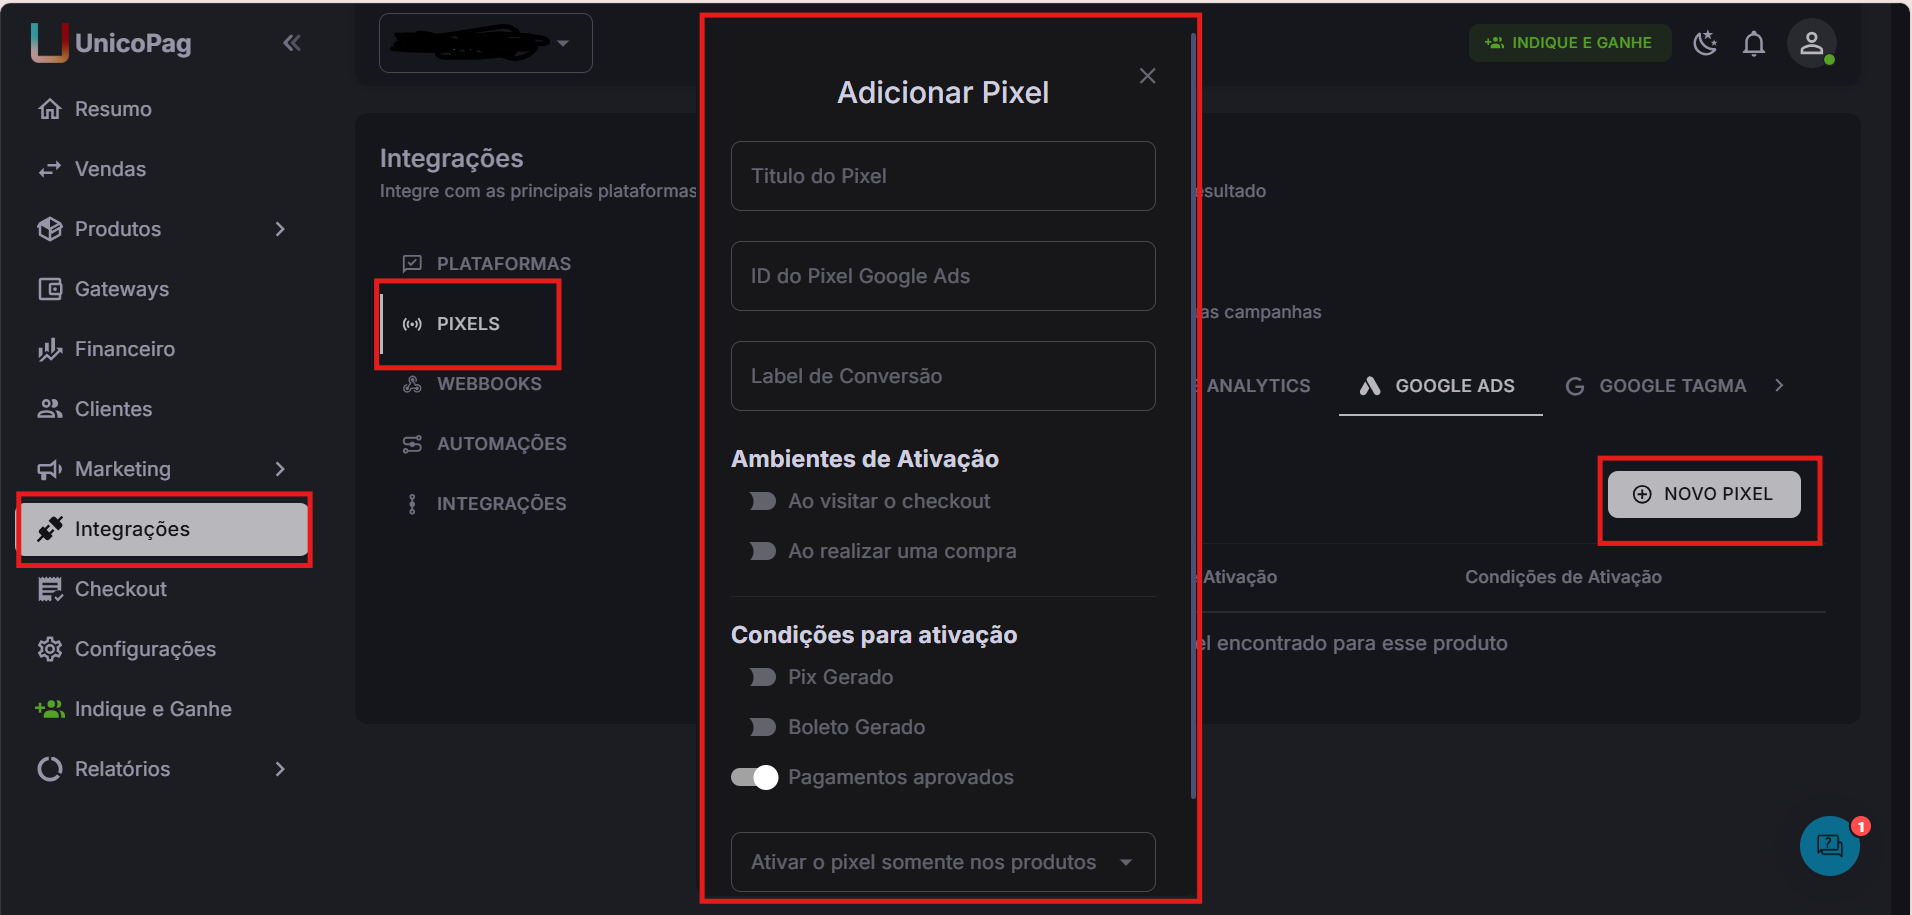 UnicoPag
INDIQUE E GANHE
Resumo
Vendas
Produtos
Gateways
Financeiro
Clientes
Marketing
Integrações
Checkout
Configurações
Indique e Ganhe
Relatórios
Integrações
Integre com as principais plataformas
esultado
PLATAFORMAS
PIXELS
WEBBOOKS
AUTOMAÇÕES
INTEGRAÇÕES
Adicionar Pixel
Titulo do Pixel
ID do Pixel Google Ads
Label de Conversão
Ambientes de Ativação
Ao visitar o checkout
Ao realizar uma compra
Condições para ativação
Pix Gerado
Boleto Gerado
Pagamentos aprovados
Ativar o pixel somente nos produtos
as campanhas
ANALYTICS
GOOGLE ADS
GOOGLE TAGMA
NOVO PIXEL
Ativação
Condições de Ativação
el encontrado para esse produto
1